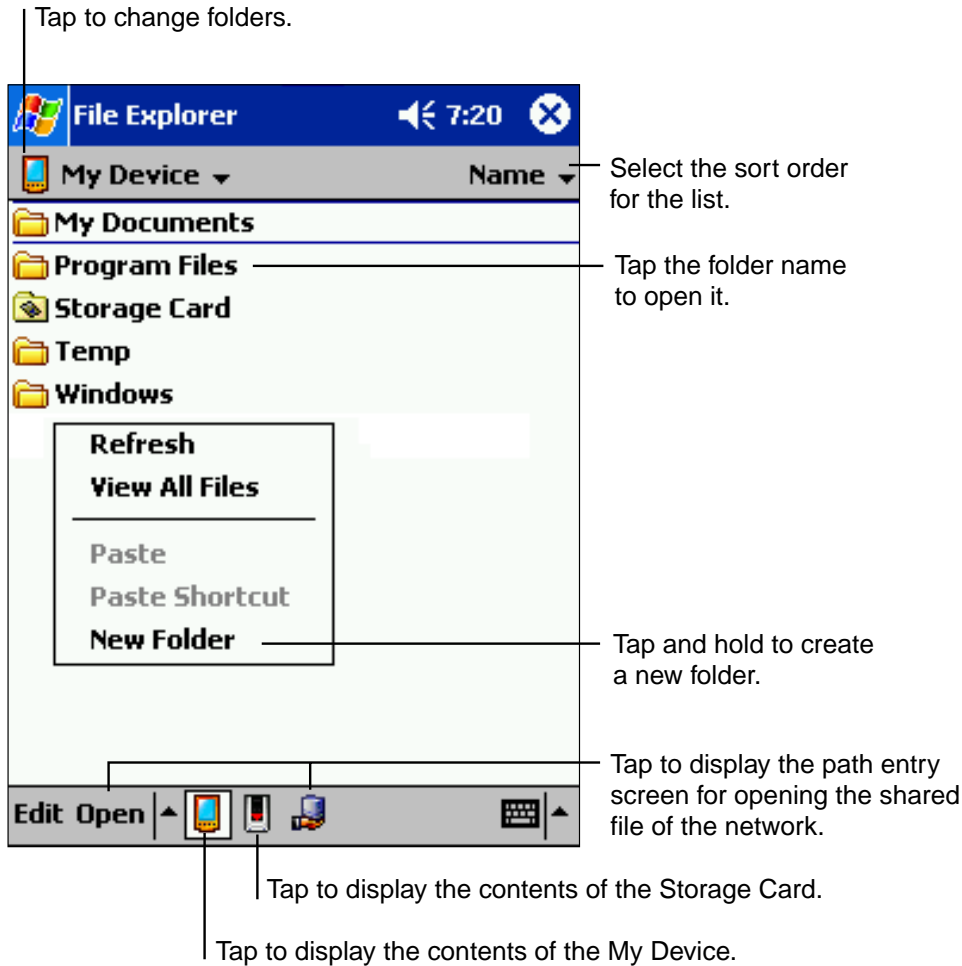 Tap to change folders.
File Explorer 7:20
My Device Name
Select the sort order
for the list.
My Documents
Program Files
Tap the folder name
to open it.
Storage Card
Temp
Windows
Refresh
View All Files
Paste
Paste Shortcut
New Folder
Tap and hold to create
a new folder.
Tap to display the path entry
screen for opening the shared
file of the network.
Edit Open
Tap to display the contents of the Storage Card.
Tap to display the contents of the My Device.